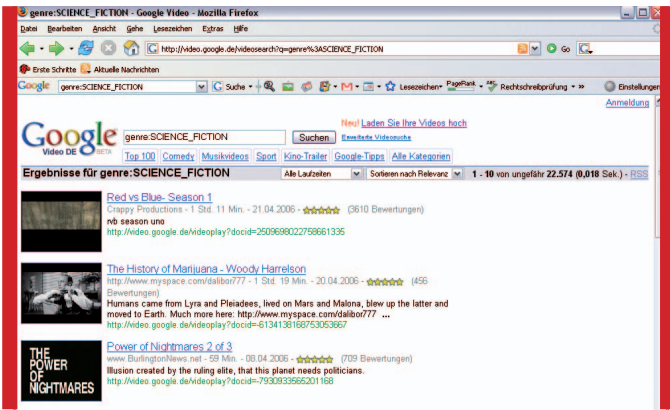 genre:SCIENCE_FICTION - Google Video - Mozilla Firefox
Datei Bearbeiten Ansicht Gehe Lesezeichen Extras Hilfe
http://video.google.de/videosearch?q=genre%3ASCIENCE_FICTION Go
Erste Schritte Aktuelle Nachrichten
Google genre:SCIENCE_FICTION G Suche Lesezeichen PageRank Rechtschreibprüfung » Einstellungen
Anmeldung
Neu! Laden Sie Ihre Videos hoch
Google genre:SCIENCE_FICTION Suchen Erweiterte Videosuche
Video DE BETA
Top 100 Comedy Musikvideos Sport Kino-Trailer Google-Tipps Alle Kategorien
Ergebnisse für genre:SCIENCE_FICTION Alle Laufzeiten Sortieren nach Relevanz 1 - 10 von ungefähr 22.574 (0,018 Sek.) - RSS
Red vs Blue- Season 1
Crappy Productions - 1 Std. 11 Min. - 21.04.2006 - (3610 Bewertungen)
rvb season uno
http://video.google.de/videoplay?docid=2509698022758661335
The History of Marijuana - Woody Harrelson
http://www.myspace.com/dalibor777 - 1 Std. 19 Min. - 20.04.2006 - (456
Bewertungen)
Humans came from Lyra and Pleiadees, lived on Mars and Malona, blew up the latter and
moved to Earth. Much more here: http://www.myspace.com/dalibor777 ...
http://video.google.de/videoplay?docid=-6134138168753053667
THE
POWER
OF
NIGHTMARES
Power of Nightmares 2 of 3
www.BurlingtonNews.net - 59 Min. - 08.04.2006 - (709 Bewertungen)
Illusion created by the ruling elite, that this planet needs politicians.
http://video.google.de/videoplay?docid=-7930933565201168